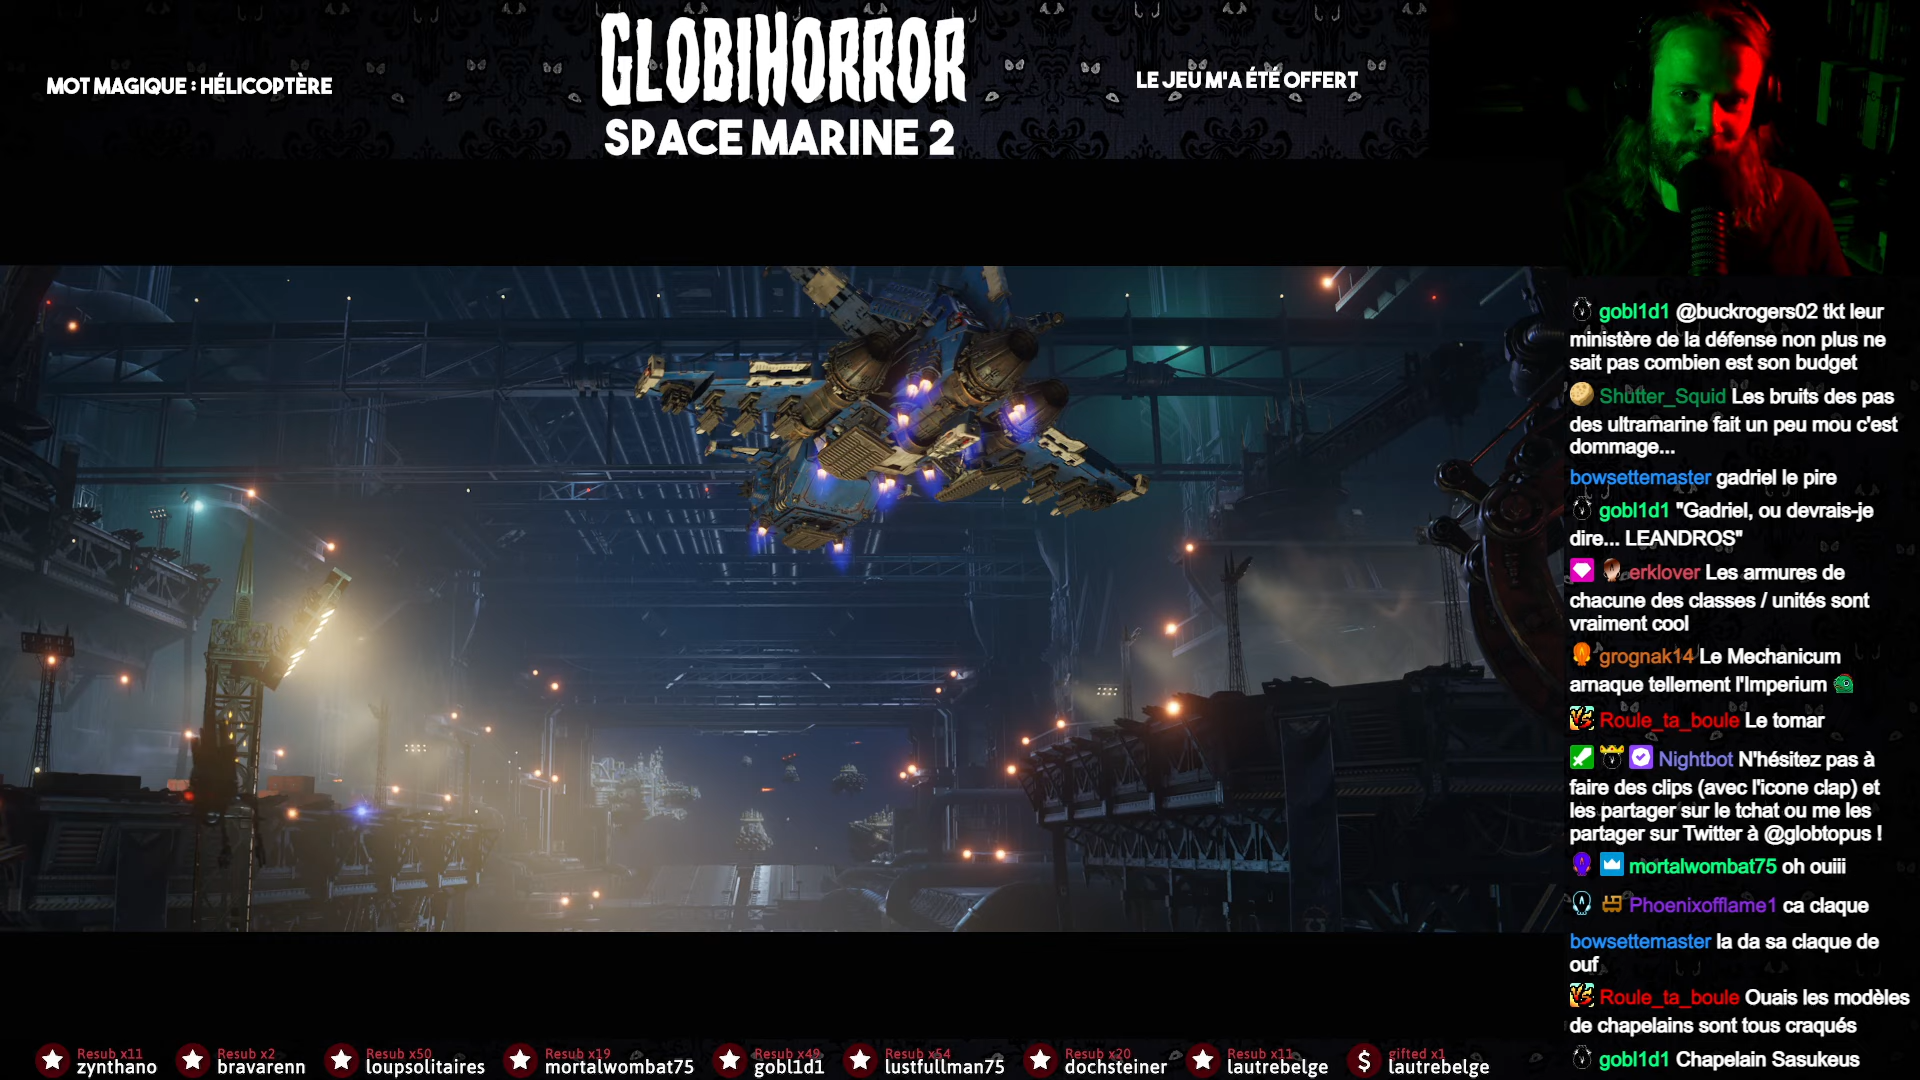 MOT MAGIQUE : HÉLICOPTÈRE
GLOBIHORROR
SPACE MARINE 2
LE JEU M'A ÉTÉ OFFERT
gobl1d1 @buckrogers02 tkt leur
ministère de la défense non plus ne
sait pas combien est son budget
Shutter_Squid Les bruits des pas
des ultramarine fait un peu mou c'est
dommage...
bowsettemaster gadriel le pire
gobl1d1 "Gadriel, ou devrais-je
dire... LEANDROS"
erklover Les armures de
chacune des classes / unités sont
vraiment cool
grognak14 Le Mechanicum
arnaque tellement l'Imperium
Roule_ta_boule Le tomar
Nightbot N'hésitez pas à
faire des clips (avec l'icone clap) et
les partager sur le tchat ou me les
partager sur Twitter à @globtopus !
mortalwombat75 oh ouiii
Phoenixofflame1 ca claque
bowsettemaster la da sa claque de
ouf
Roule_ta_boule Ouais les modèles
de chapelains sont tous craqués
gobl1d1 Chapelain Sasukeus
Resub x11
zynthano
Resub x2
bravarenn
Resub x50
loupsolitaires
Resub x19
mortalwombat75
Resub x49
gobl1d1
Resub x54
lustfullman75
Resub x20
dochsteiner
Resub x11
lautrebelge
gifted x1
lautrebelge